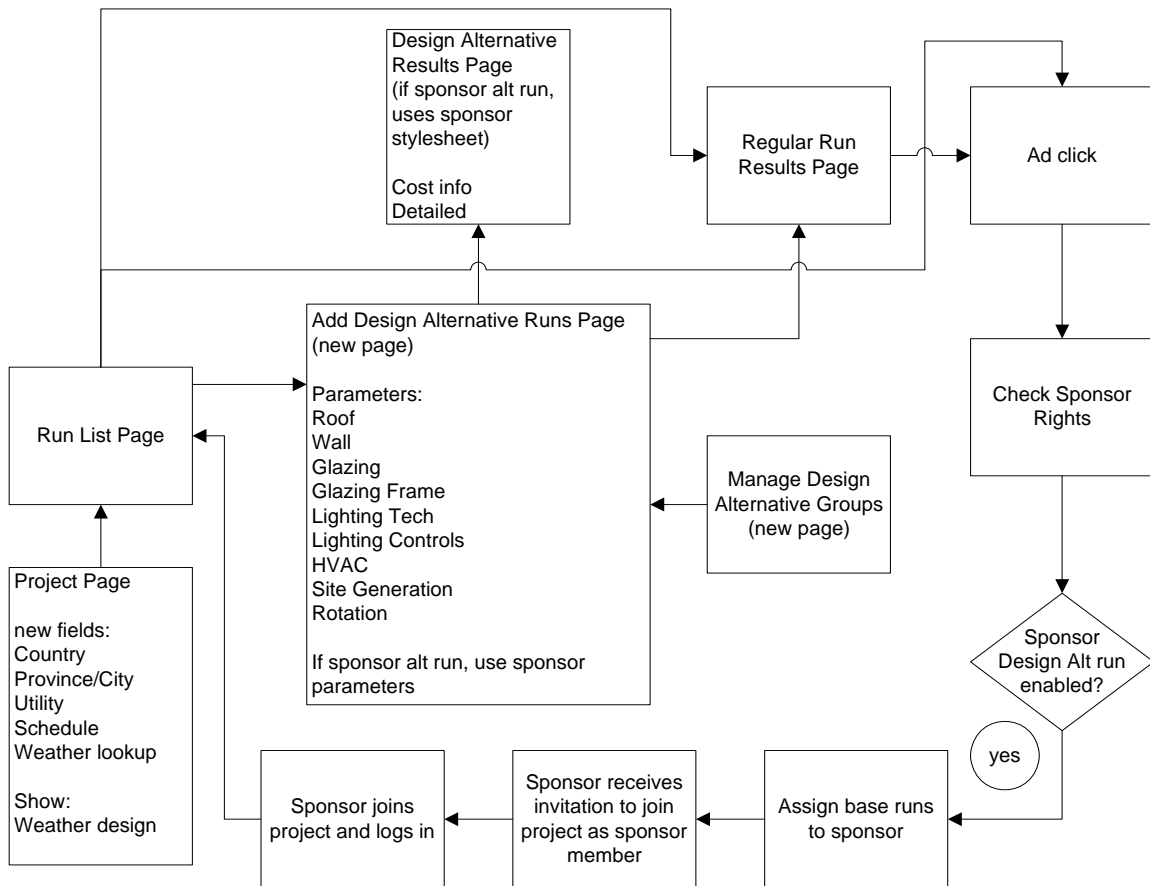 Design Alternative
Results Page
(if sponsor alt run,
uses sponsor
stylesheet)
Cost info
Detailed
Regular Run
Results Page
Ad click
Add Design Alternative Runs Page
(new page)
Parameters:
Roof
Wall
Glazing
Glazing Frame
Lighting Tech
Lighting Controls
HVAC
Site Generation
Rotation
If sponsor alt run, use sponsor
parameters
Run List Page
Check Sponsor
Rights
Manage Design
Alternative Groups
(new page)
Project Page
new fields:
Country
Province/City
Utility
Schedule
Weather lookup
Show:
Weather design
Sponsor
Design Alt run
enabled?
yes
Sponsor joins
project and logs in
Sponsor receives
invitation to join
project as sponsor
member
Assign base runs
to sponsor